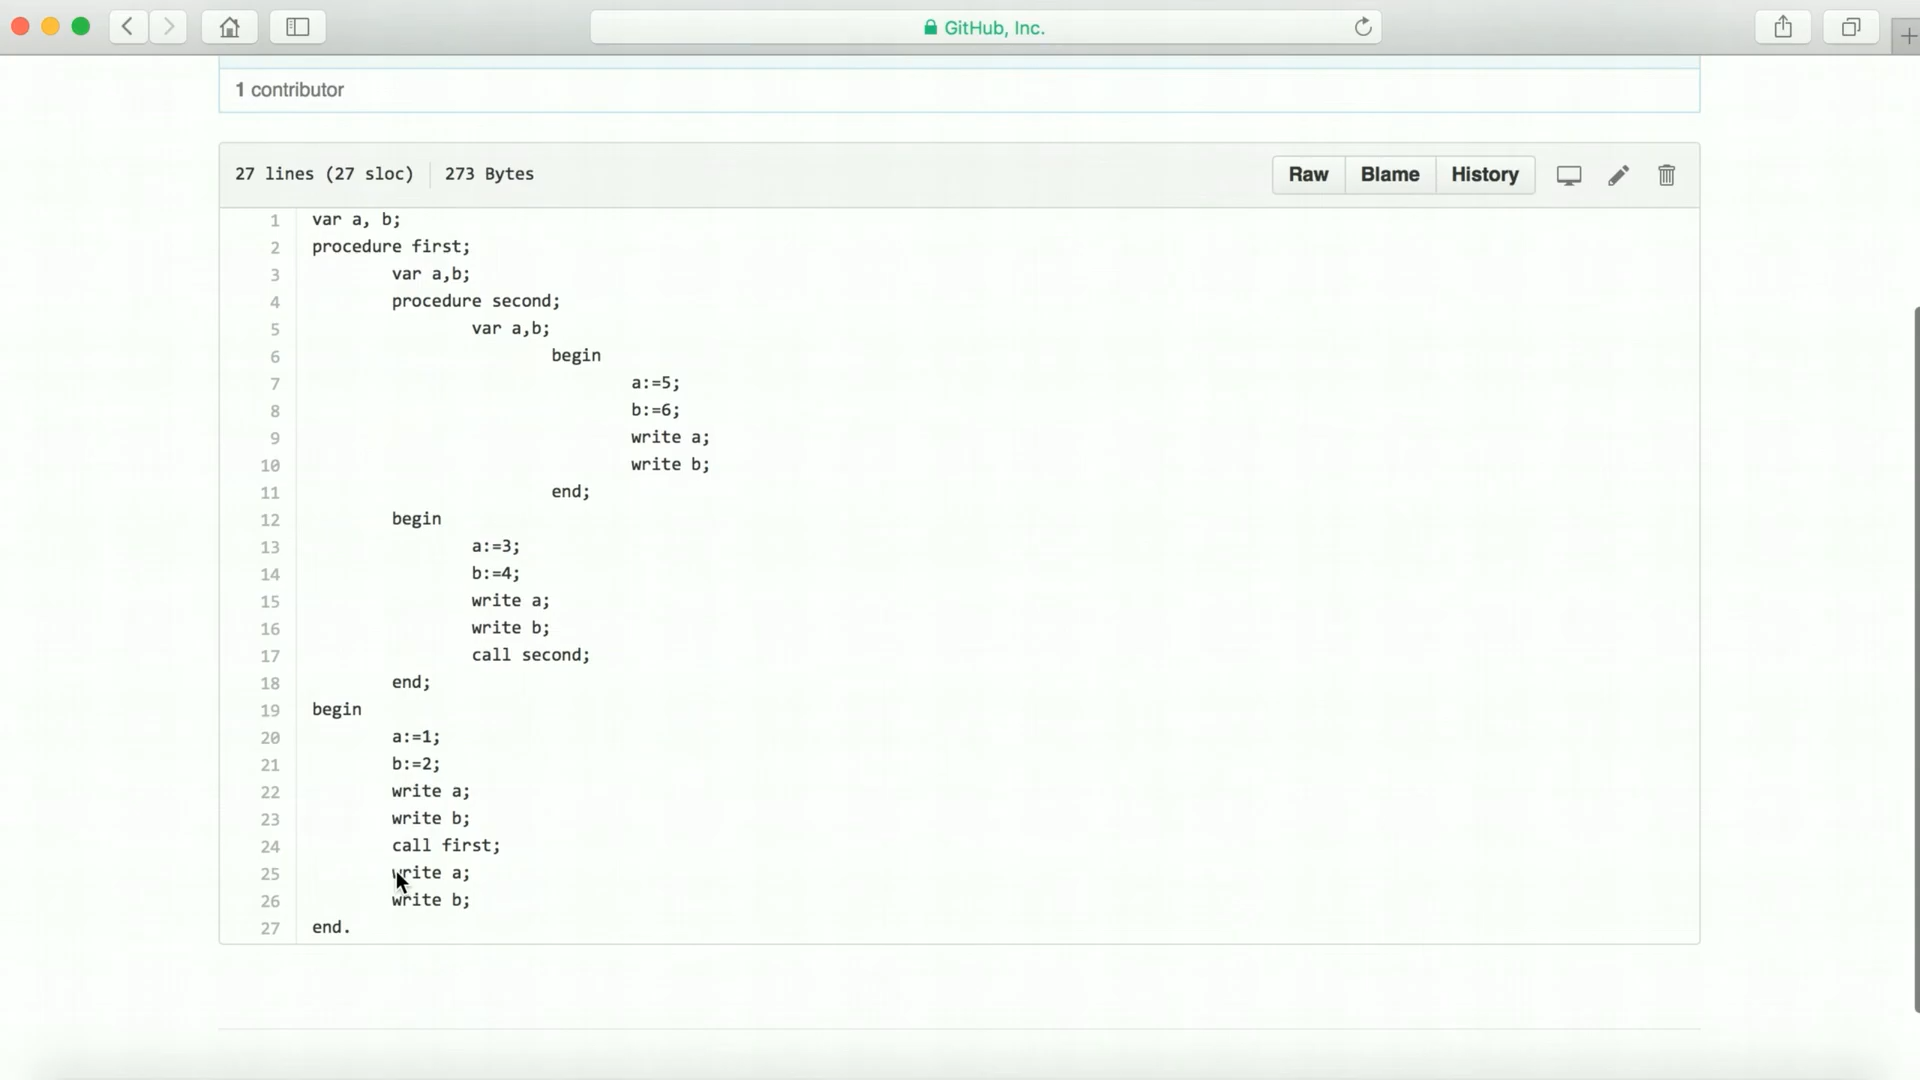 GitHub, Inc.
1 contributor
27 lines (27 sloc) 273 Bytes
Raw Blame History
1 var a, b;
2 procedure first;
3 var a,b;
4 procedure second;
5 var a,b;
6 begin
7 a:=5;
8 b:=6;
9 write a;
10 write b;
11 end;
12 begin
13 a:=3;
14 b:=4;
15 write a;
16 write b;
17 call second;
18 end;
19 begin
20 a:=1;
21 b:=2;
22 write a;
23 write b;
24 call first;
25 write a;
26 write b;
27 end.